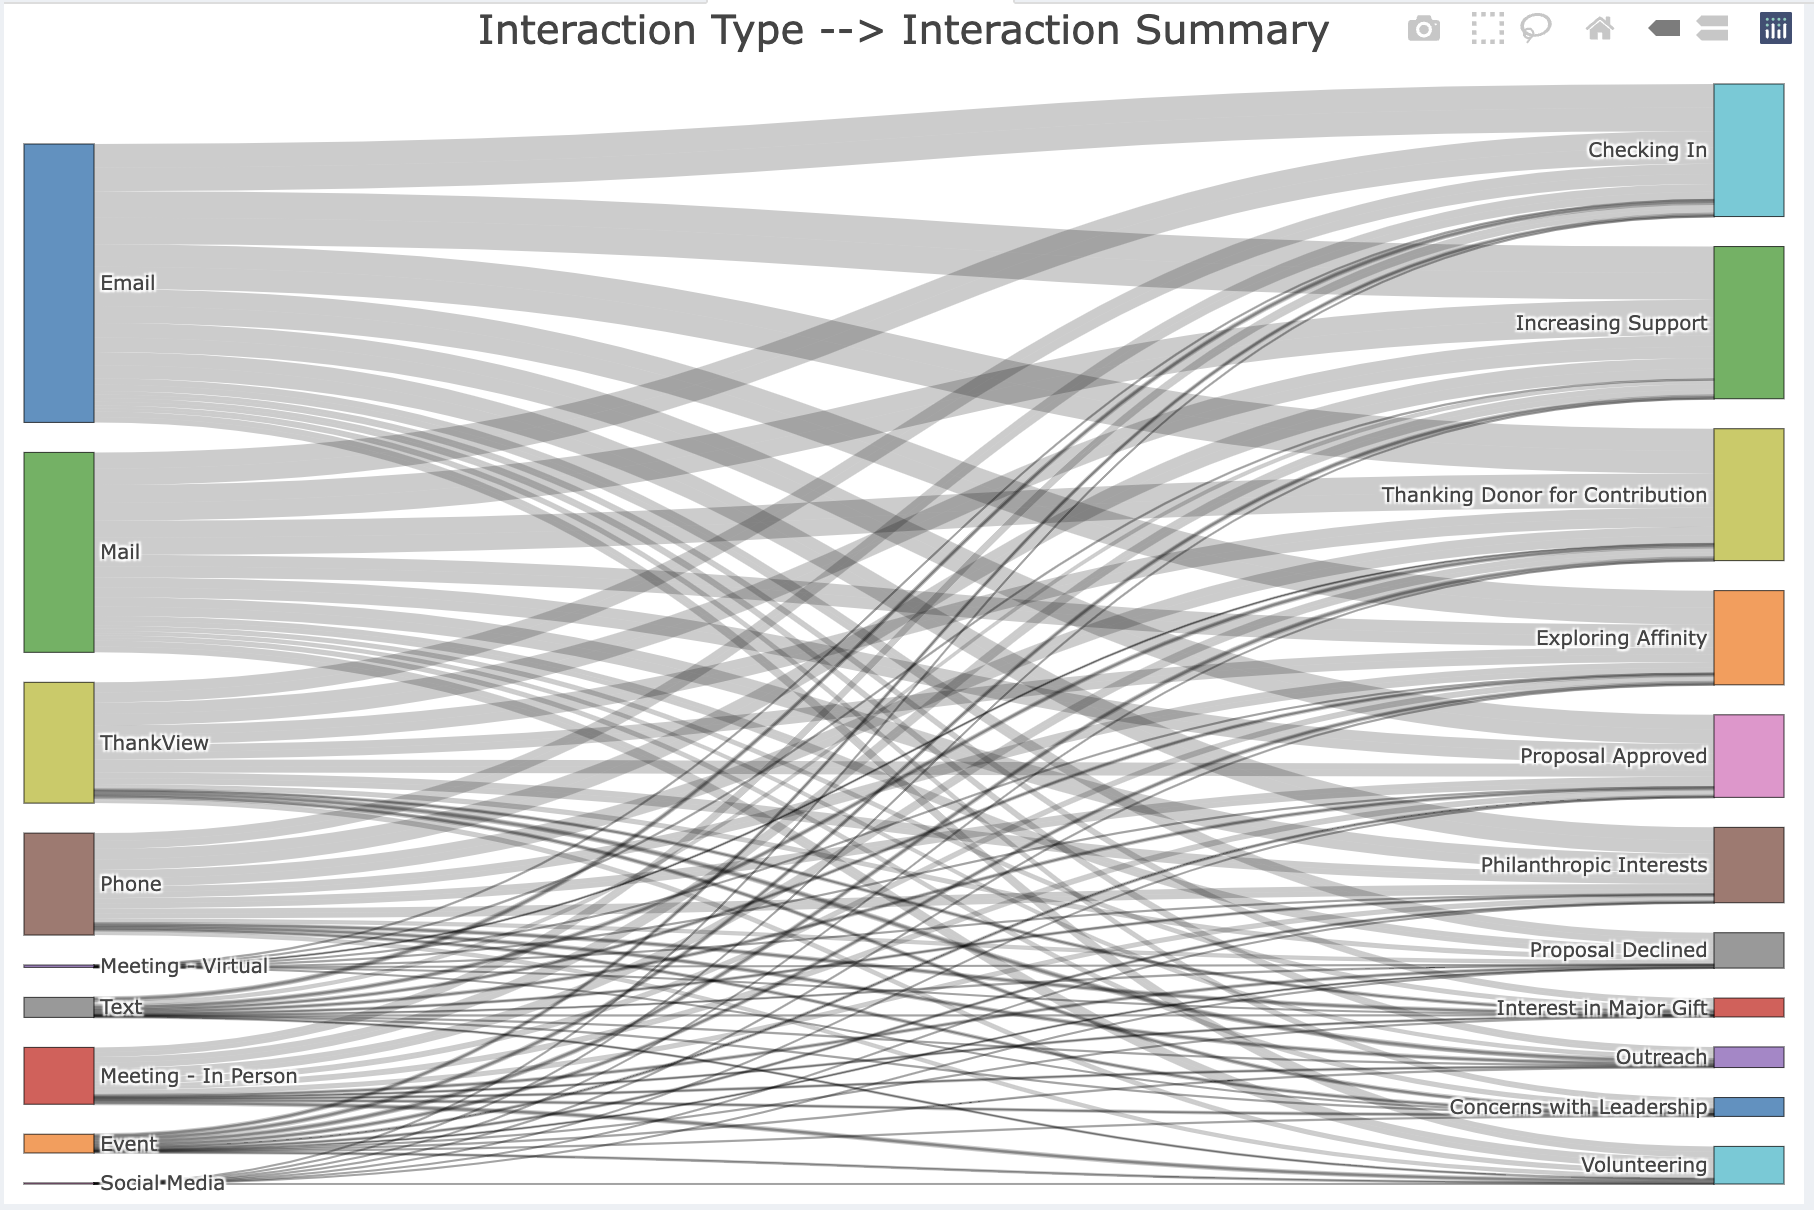 Interaction Type --> Interaction Summary
Email
Mail
ThankView
Phone
Meeting - Virtual
Text
Meeting - In Person
Event
Social Media
Checking In
Increasing Support
Thanking Donor for Contribution
Exploring Affinity
Proposal Approved
Philanthropic Interests
Proposal Declined
Interest in Major Gift
Outreach
Concerns with Leadership
Volunteering